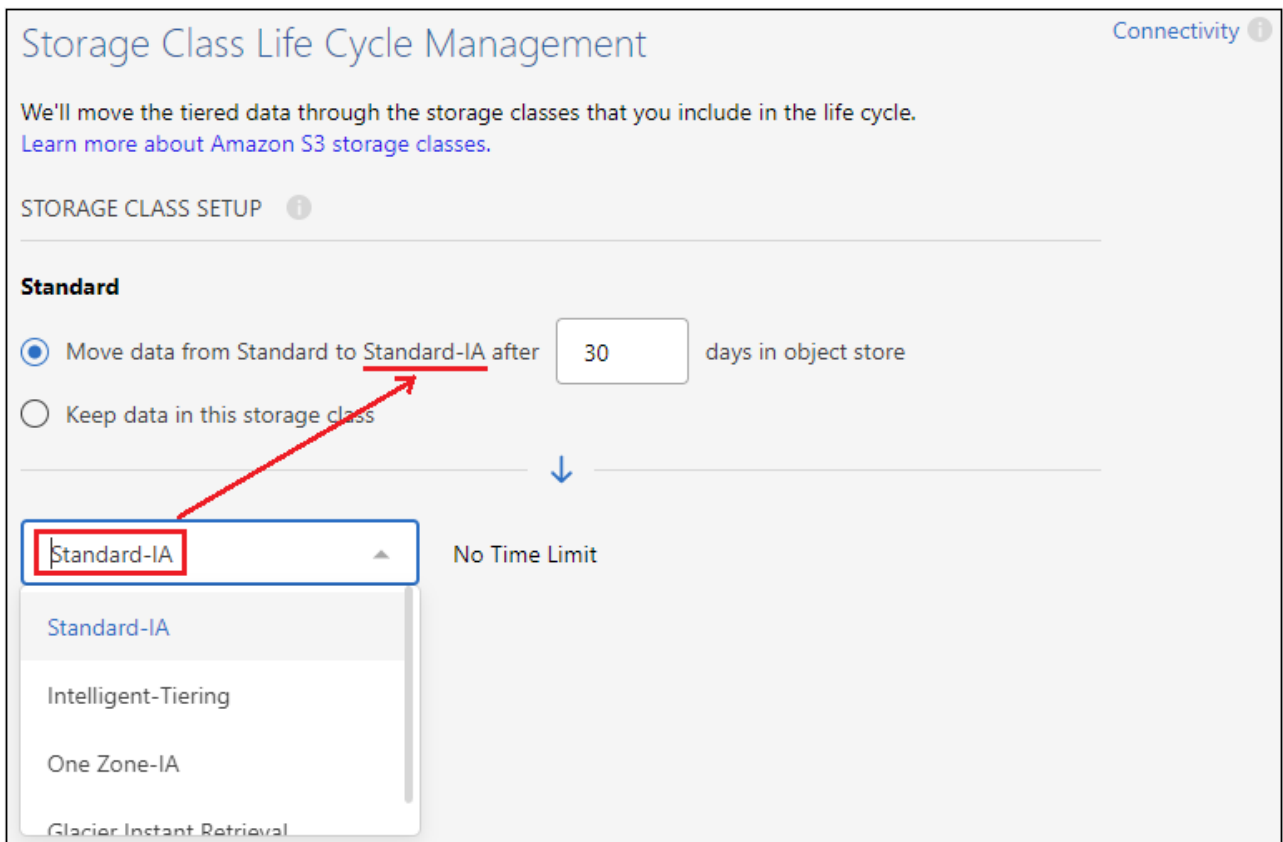 Storage Class Life Cycle Management
Connectivity
We'll move the tiered data through the storage classes that you include in the life cycle.
Learn more about Amazon S3 storage classes.
STORAGE CLASS SETUP
Standard
Move data from Standard to Standard-IA after 30 days in object store
Keep data in this storage class
Standard-IA No Time Limit
Standard-IA
Intelligent-Tiering
One Zone-IA
Glacier Instant Retrieval